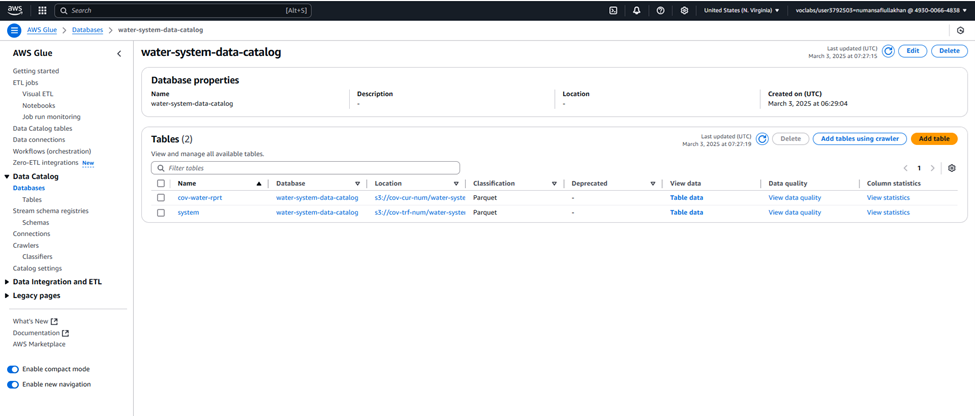 aws
Search [Alt+S] United States (N. Virginia) voclabs/user3792503=numansafiullakhan @ 4930-0066-4838
AWS Glue > Databases > water-system-data-catalog
AWS Glue
Getting started
ETL jobs
Visual ETL
Notebooks
Job run monitoring
Data Catalog tables
Data connections
Workflows (orchestration)
Zero-ETL integrations New
Data Catalog
Databases
Tables
Stream schema registries
Schemas
Connections
Crawlers
Classifiers
Catalog settings
Data Integration and ETL
Legacy pages
What's New
Documentation
AWS Marketplace
Enable compact mode
Enable new navigation
water-system-data-catalog
Last updated (UTC)
March 3, 2025 at 07:27:15
Edit Delete
Database properties
Name Description Location Created on (UTC)
water-system-data-catalog - - March 3, 2025 at 06:29:04
Tables (2)
Last updated (UTC)
March 3, 2025 at 07:27:19
Delete Add tables using crawler Add table
View and manage all available tables.
Filter tables
1
Name Database Location Classification Deprecated View data Data quality Column statistics
cov-water-rprt water-system-data-catalog s3://cov-cur-num/water-syste Parquet - Table data View data quality View statistics
system water-system-data-catalog s3://cov-trf-num/water-system Parquet - Table data View data quality View statistics